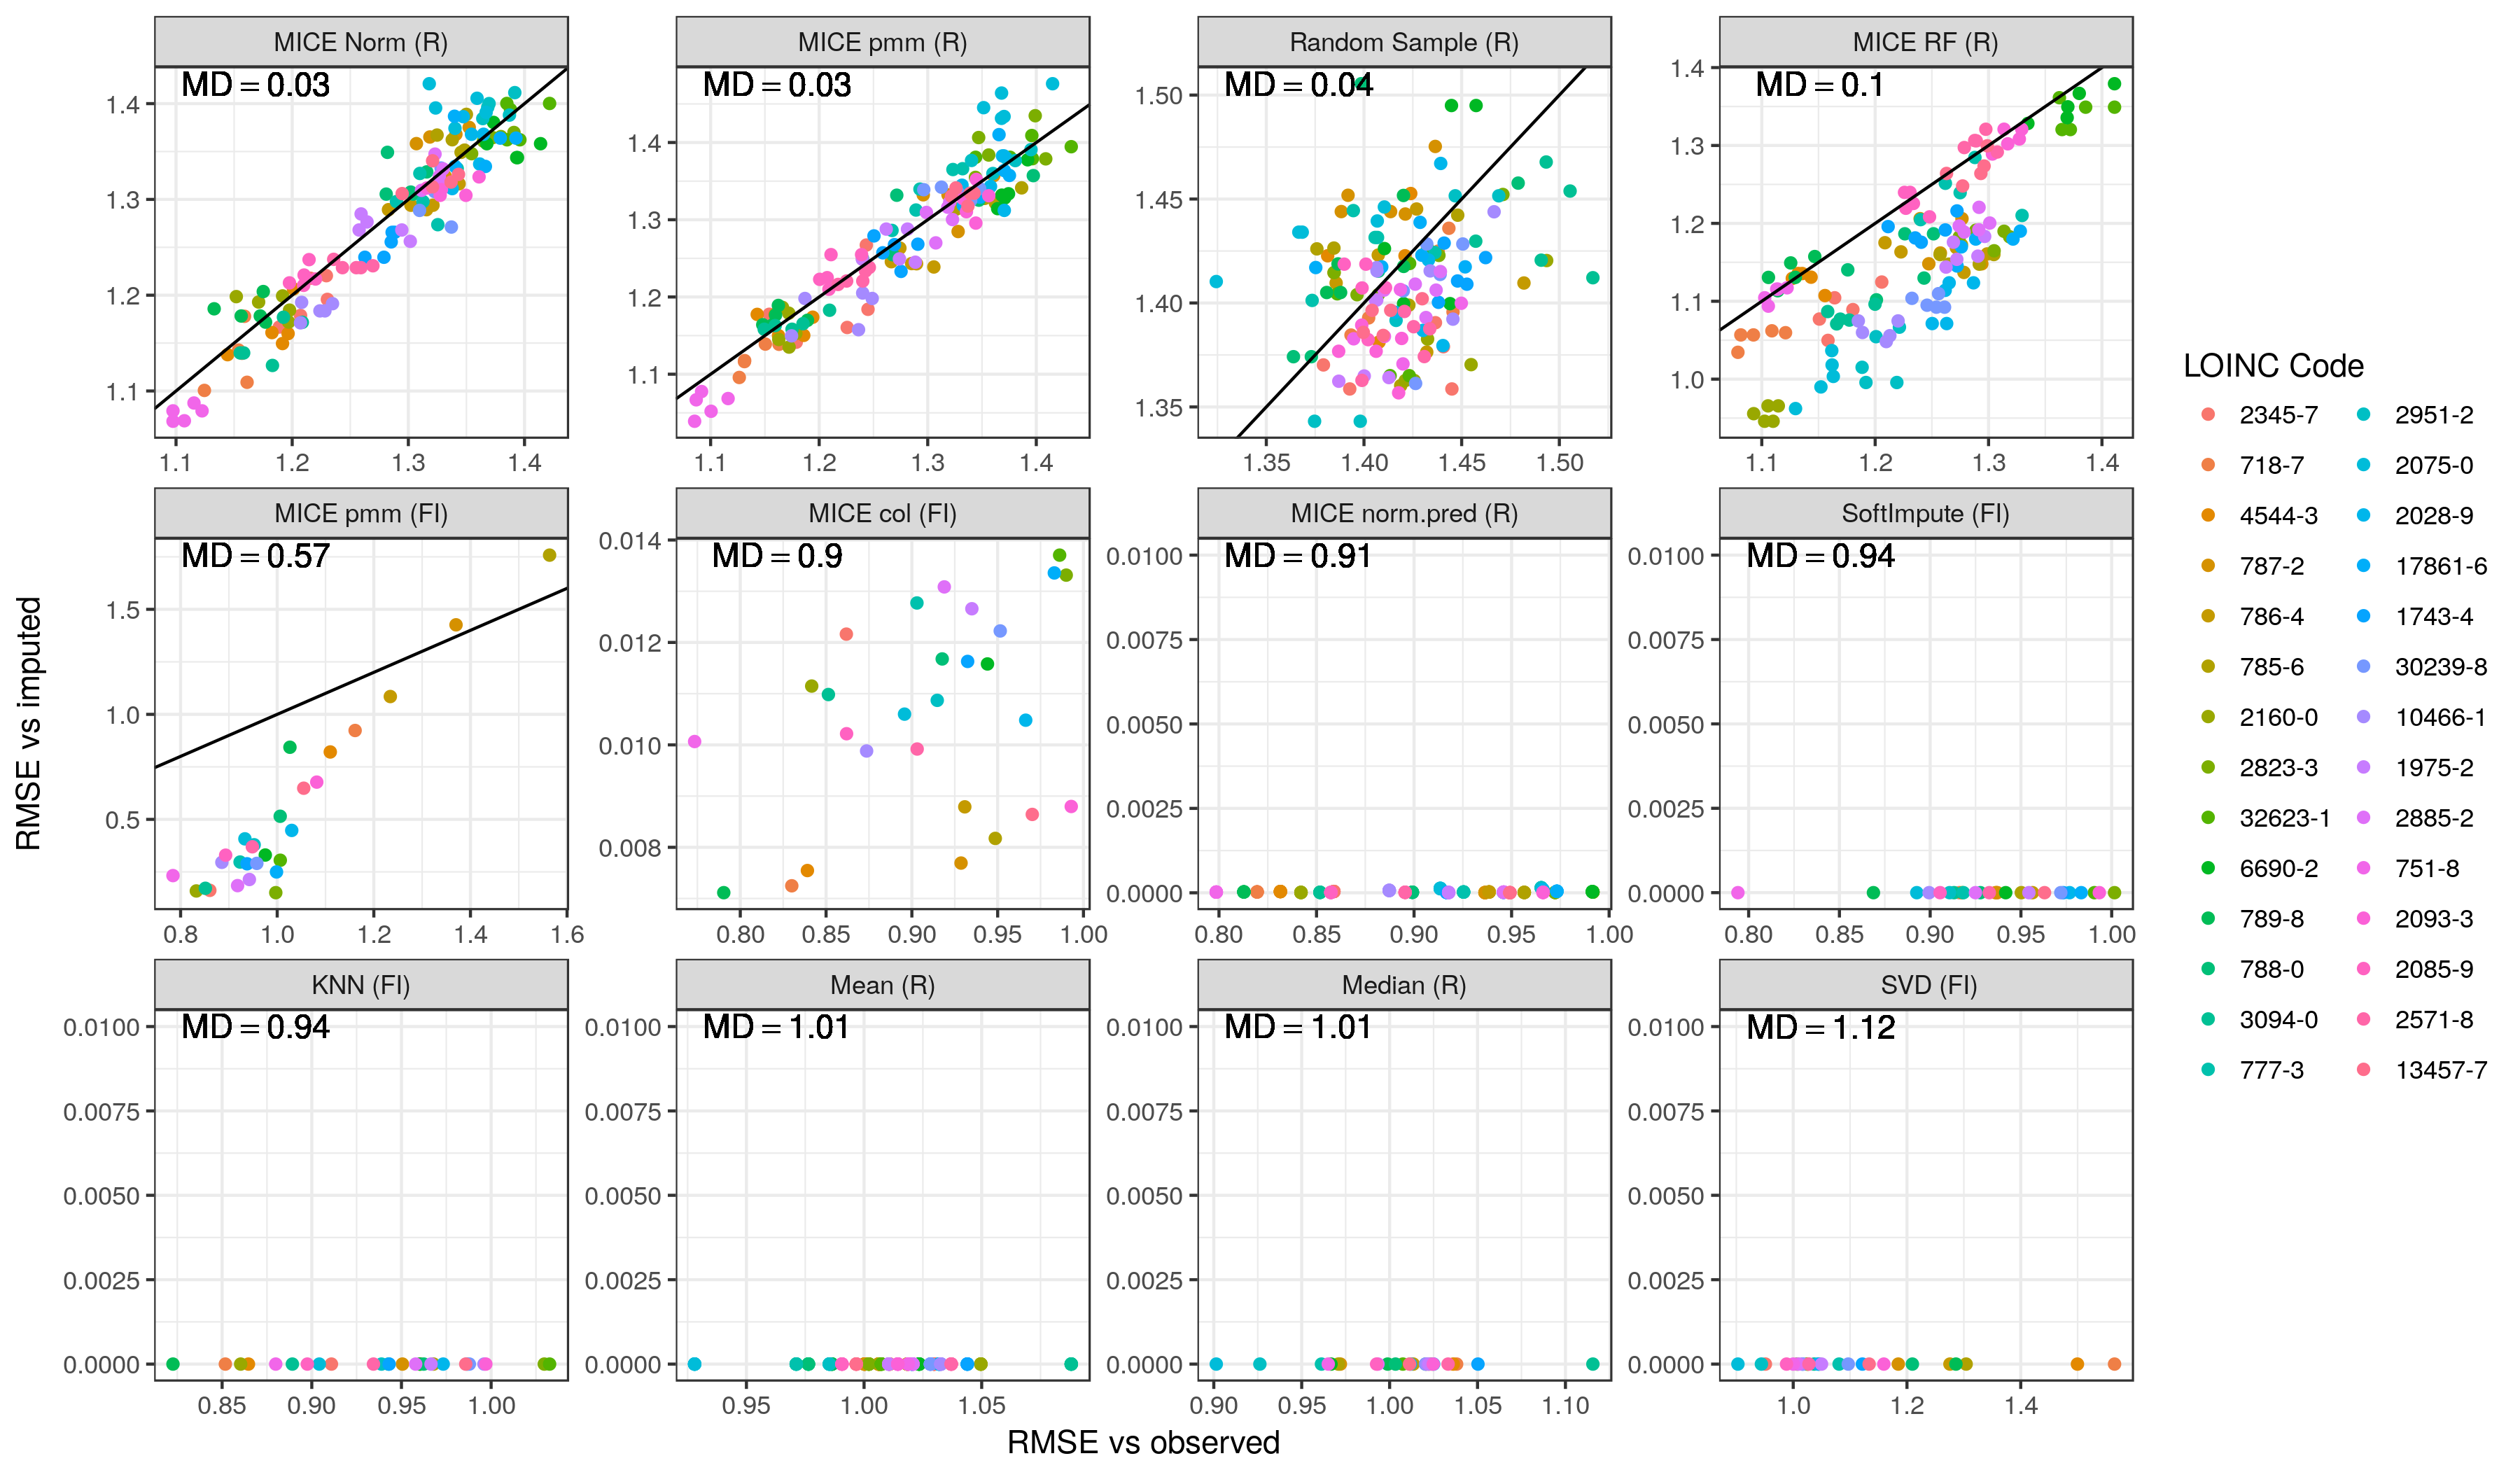 MICE Norm (R)
MICE pmm (R)
Random Sample (R)
MICE RF (R)
MD = 0.03
MD = 0.03
MD = 0.04
MD = 0.1
1.4
1.3
1.2
1.1
1.4
1.3
1.2
1.1
1.50
1.45
1.40
1.35
1.4
1.3
1.2
1.1
1.0
1.1 1.2 1.3 1.4
1.1 1.2 1.3 1.4
1.35 1.40 1.45 1.50
1.1 1.2 1.3 1.4
MICE pmm (FI)
MICE col (FI)
MICE norm.pred (R)
SoftImpute (FI)
MD = 0.57
MD = 0.9
MD = 0.91
MD = 0.94
1.5
1.0
0.5
0.014
0.012
0.010
0.008
0.0100
0.0075
0.0050
0.0025
0.0000
0.0100
0.0075
0.0050
0.0025
0.0000
0.8 1.0 1.2 1.4 1.6
0.80 0.85 0.90 0.95 1.00
0.80 0.85 0.90 0.95 1.00
0.80 0.85 0.90 0.95 1.00
KNN (FI)
Mean (R)
Median (R)
SVD (FI)
MD = 0.94
MD = 1.01
MD = 1.01
MD = 1.12
0.0100
0.0075
0.0050
0.0025
0.0000
0.0100
0.0075
0.0050
0.0025
0.0000
0.0100
0.0075
0.0050
0.0025
0.0000
0.0100
0.0075
0.0050
0.0025
0.0000
0.85 0.90 0.95 1.00
0.95 1.00 1.05
0.90 0.95 1.00 1.05 1.10
1.0 1.2 1.4
RMSE vs observed
RMSE vs imputed
LOINC Code
2345-7
718-7
4544-3
787-2
786-4
785-6
2160-0
2823-3
32623-1
6690-2
789-8
788-0
3094-0
777-3
2951-2
2075-0
2028-9
17861-6
1743-4
30239-8
10466-1
1975-2
2885-2
751-8
2093-3
2085-9
2571-8
13457-7